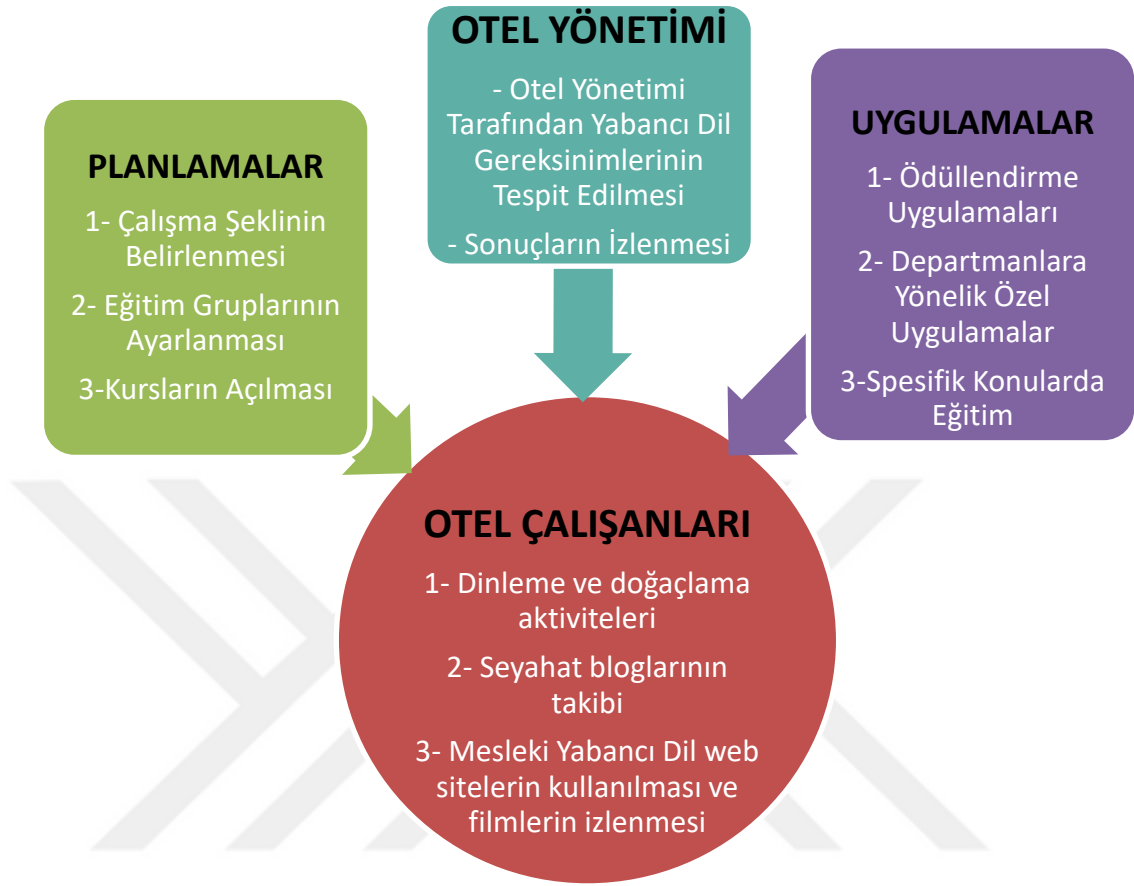 PLANLAMALAR
1- Çalışma Şeklinin
Belirlenmesi
2- Eğitim Gruplarının
Ayarlanması
3-Kursların Açılması
OTEL YÖNETİMİ
- Otel Yönetimi
Tarafından Yabancı Dil
Gereksinimlerinin
Tespit Edilmesi
- Sonuçların İzlenmesi
UYGULAMALAR
1- Ödüllendirme
Uygulamaları
2- Departmanlara
Yönelik Özel
Uygulamalar
3-Spesifik Konularda
Eğitim
OTEL ÇALIŞANLARI
1- Dinleme ve doğaçlama
aktiviteleri
2- Seyahat bloglarının
takibi
3- Mesleki Yabancı Dil web
sitelerin kullanılması ve
filmlerin izlenmesi